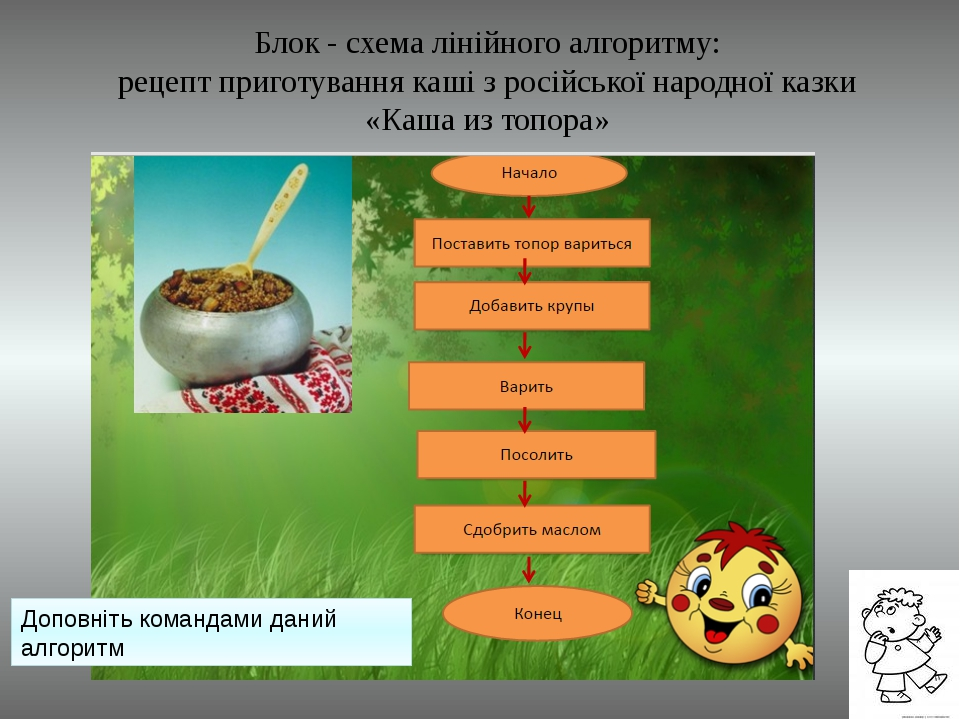 Блок - схема лінійного алгоритму:
рецепт приготування каші з російської народної казки
«Каша из топора»
Начало
Поставить топор вариться
Добавить крупы
Варить
Посолить
Сдобрить маслом
Конец
Доповніть командами даний
алгоритм